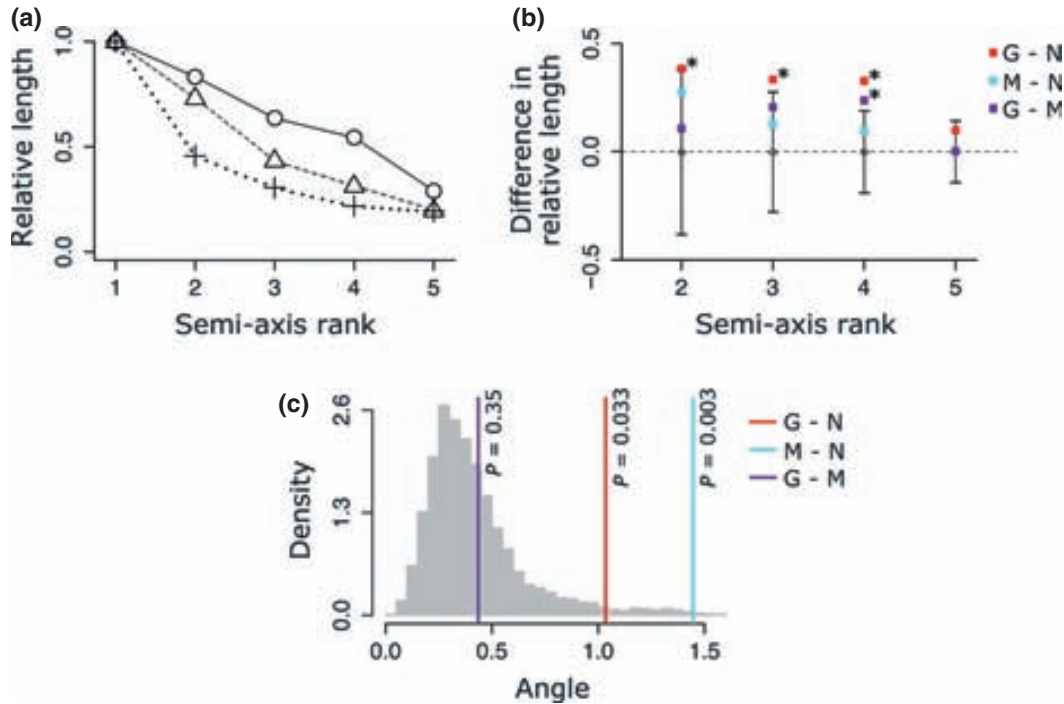 (a)
Relative length
1.0
0.5
0.0
1 2 3 4 5
Semi-axis rank
(b)
Difference in
relative length
0.5
0.0
−0.5
* * * *
2 3 4 5
Semi-axis rank
G - N
M - N
G - M
(c)
Density
2.6
1.3
0.0
P = 0.35
P = 0.033
P = 0.003
0.0 0.5 1.0 1.5
Angle
G - N
M - N
G - M